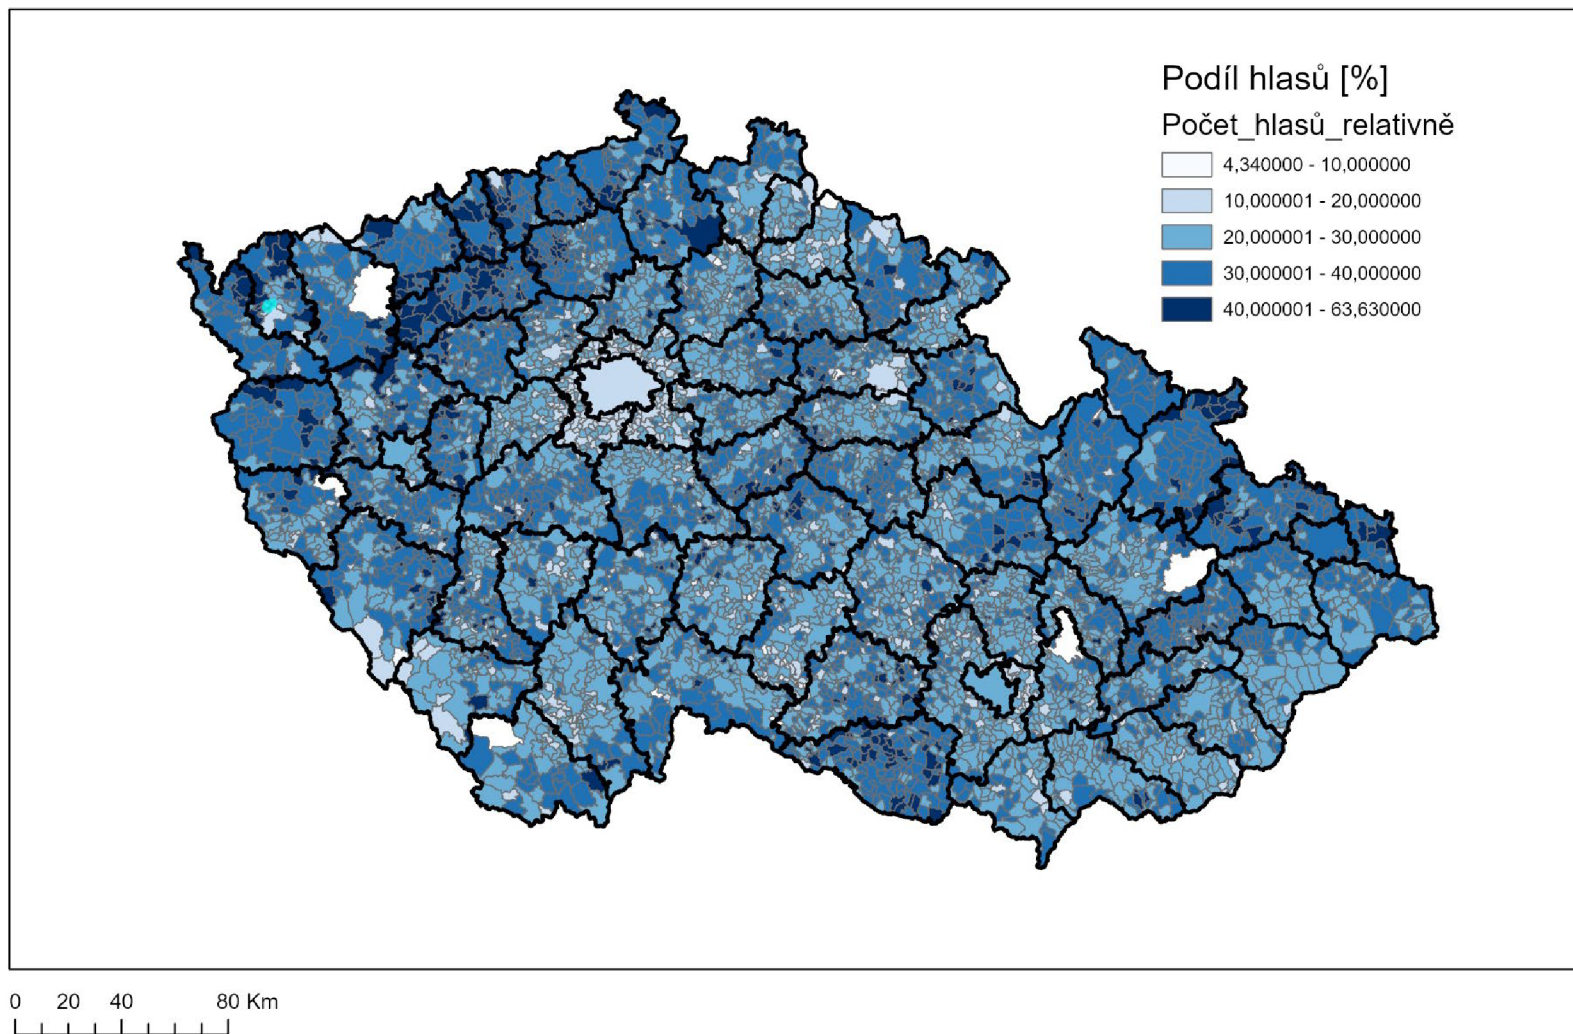 Podíl hlasů [%]
Počet_hlasů_relativně
4,340000 - 10,000000
10,000001 - 20,000000
20,000001 - 30,000000
30,000001 - 40,000000
40,000001 - 63,630000
0 20 40 80 Km